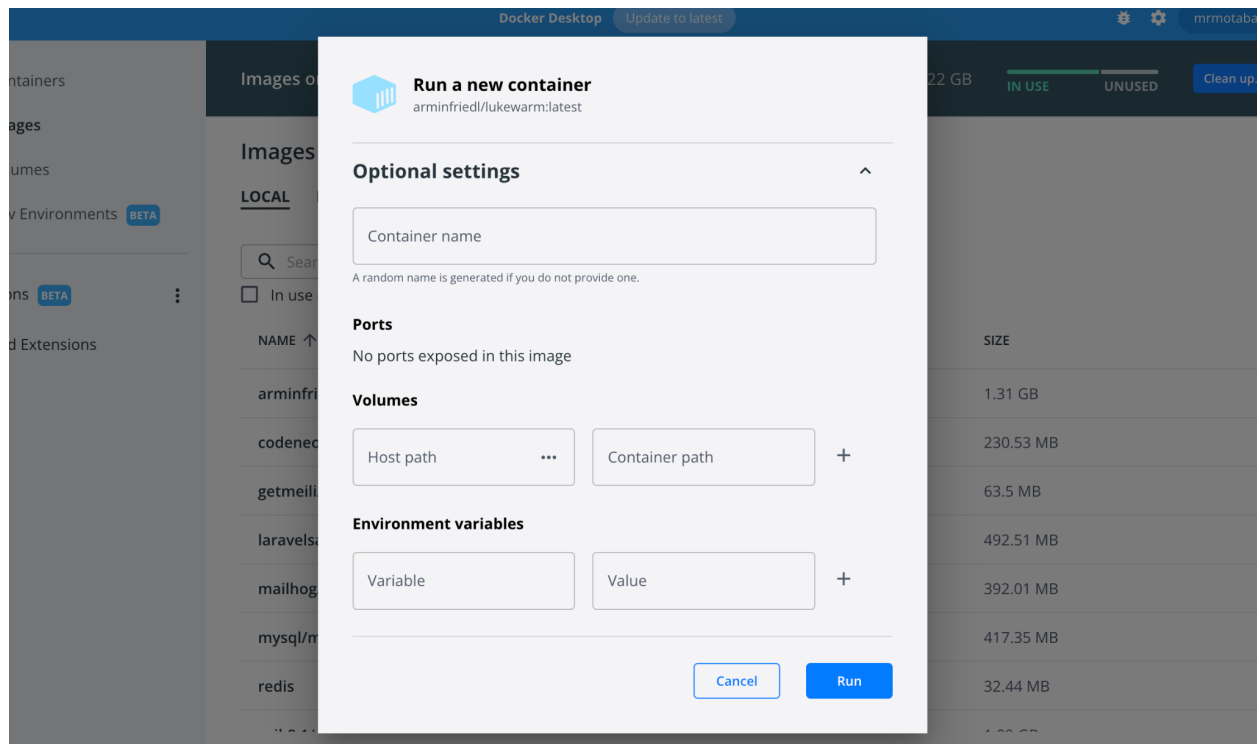 Docker Desktop Update to latest mrmotaba
ntainers
ages
umes
v Environments BETA
ons BETA
d Extensions
Images o 22 GB IN USE UNUSED Clean up.
Images
LOCAL
Sear
In use
NAME SIZE
arminfri 1.31 GB
codenec 230.53 MB
getmeili 63.5 MB
laravelsa 492.51 MB
mailhog 392.01 MB
mysql/m 417.35 MB
redis 32.44 MB
Run a new container
arminfriedl/lukewarm:latest
Optional settings
Container name
A random name is generated if you do not provide one.
Ports
No ports exposed in this image
Volumes
Host path ••• Container path +
Environment variables
Variable Value +
Cancel Run